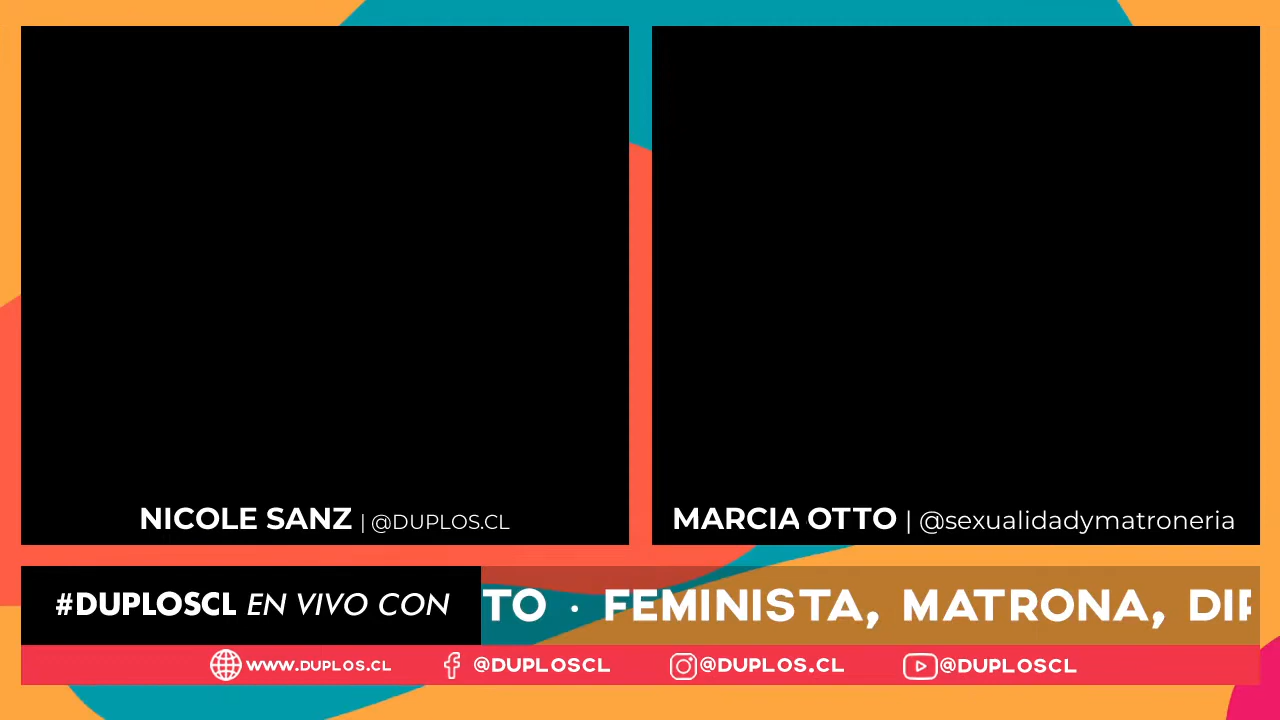 NICOLE SANZ | @DUPLOS.CL
MARCIA OTTO | @sexualidadymatroneria
#DUPLOSCL EN VIVO CON
TO · FEMINISTA, MATRONA,
WWW.DUPLOS.CL @DUPLOSCL @DUPLOS.CL @DUPLOSCL